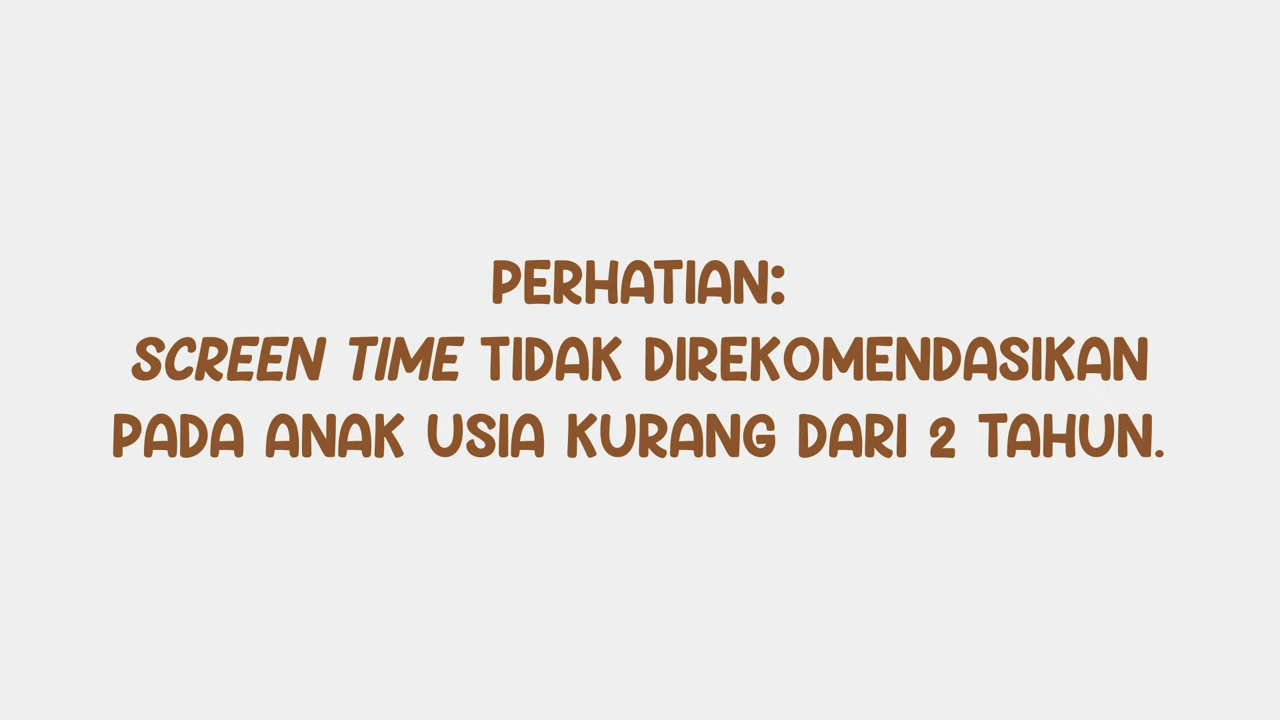 PERHATIAN:
SCREEN TIME TIDAK DIREKOMENDASIKAN
PADA ANAK USIA KURANG DARI 2 TAHUN.